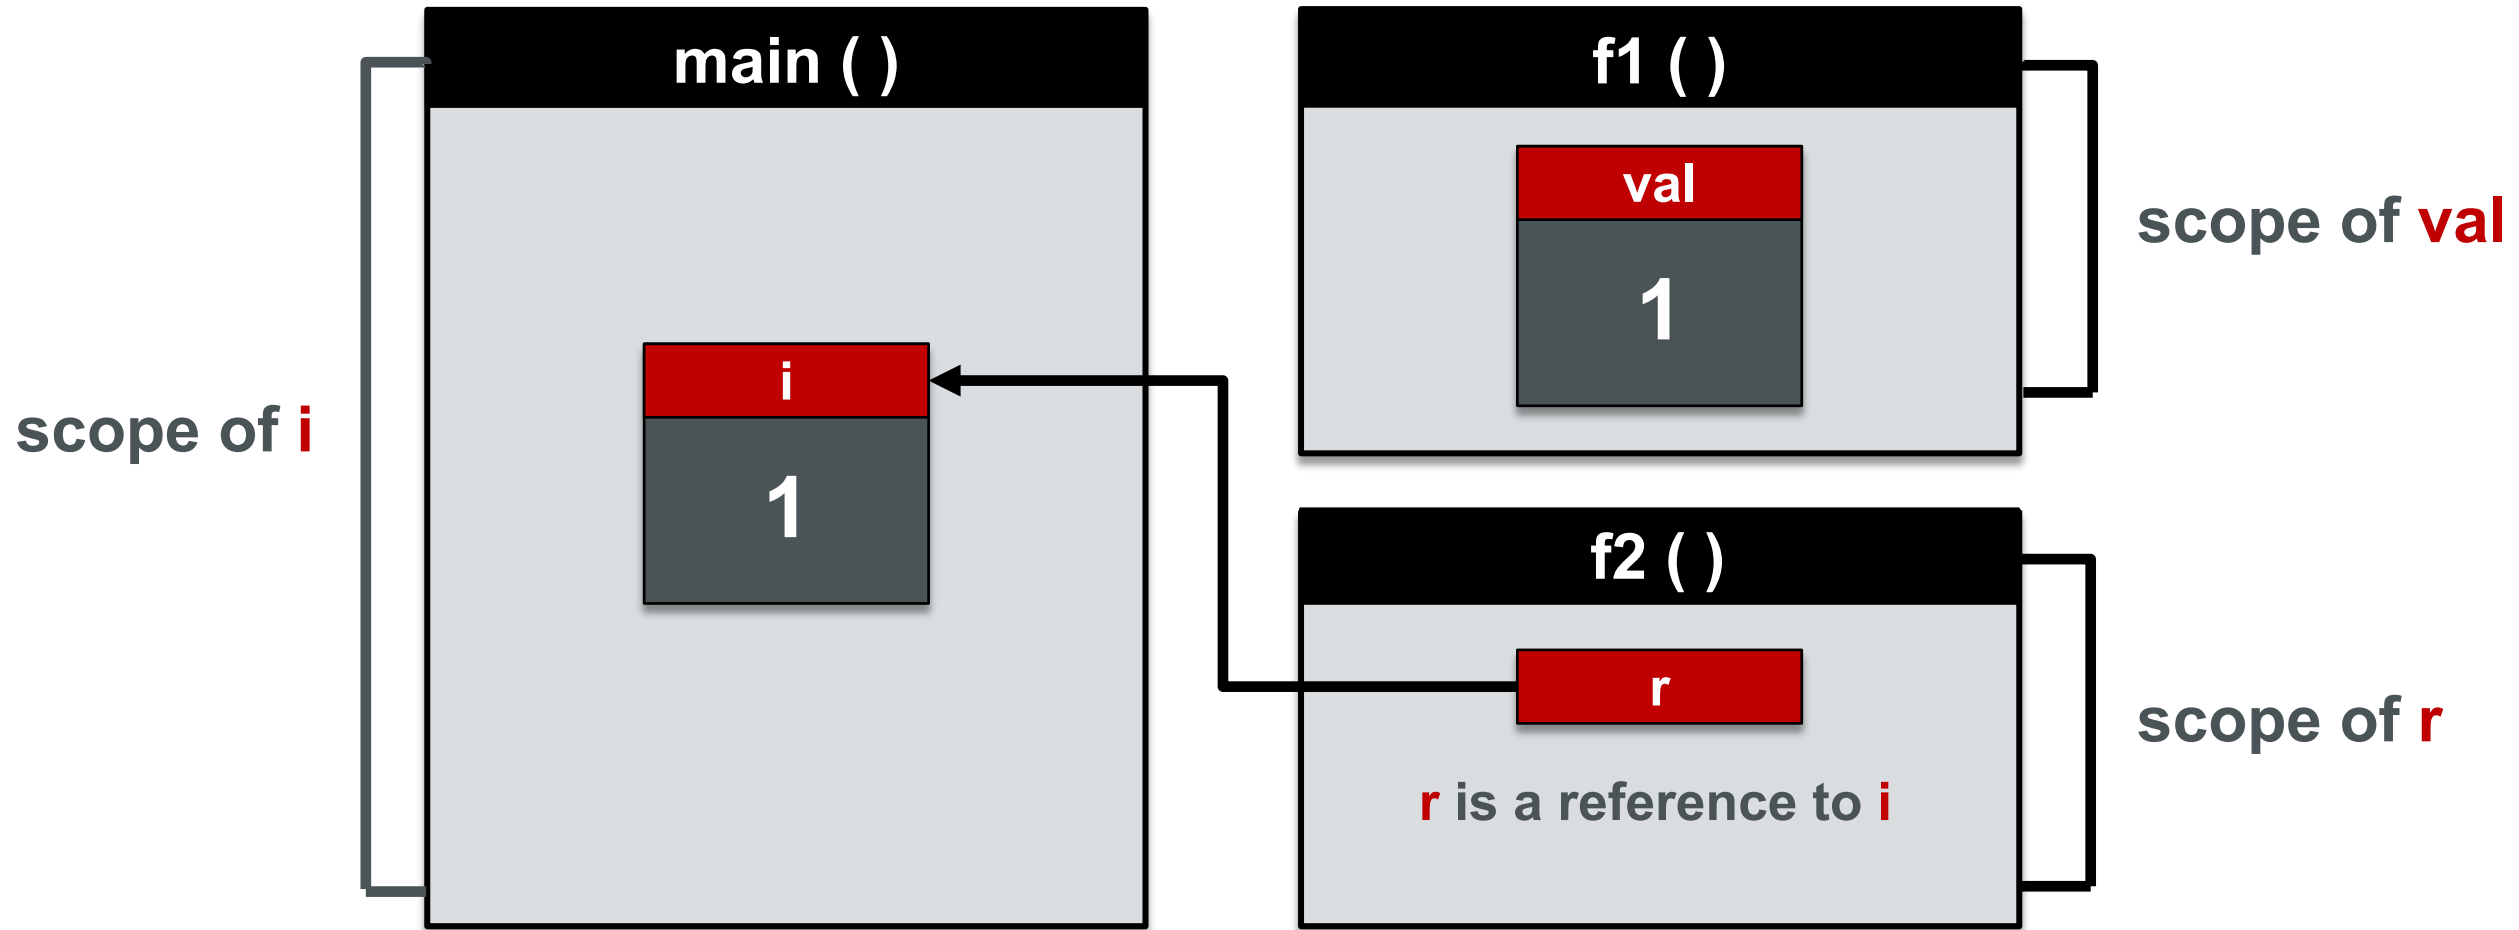 main ( )
i
1
scope of i
f1 ( )
val
1
scope of val
f2 ( )
r
r is a reference to i
scope of r